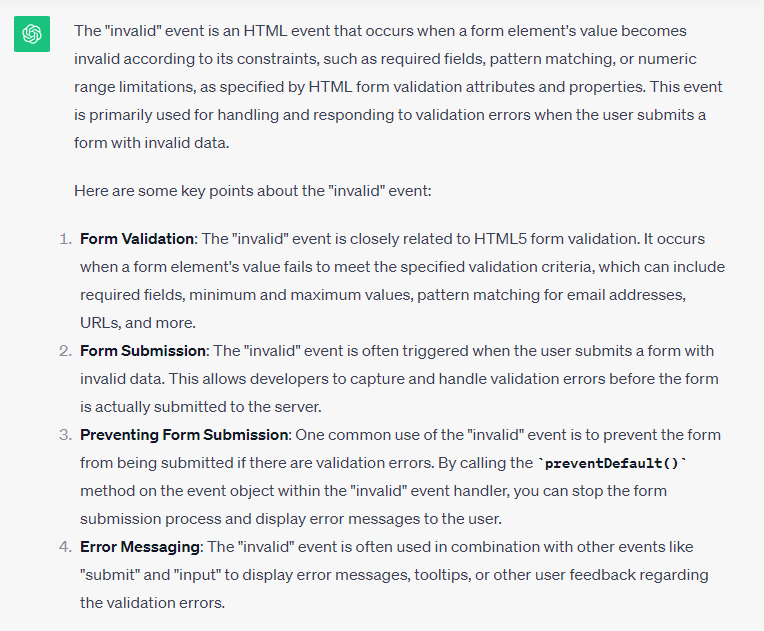 The "invalid" event is an HTML event that occurs when a form element's value becomes
invalid according to its constraints, such as required fields, pattern matching, or numeric
range limitations, as specified by HTML form validation attributes and properties. This event
is primarily used for handling and responding to validation errors when the user submits a
form with invalid data.
Here are some key points about the "invalid" event:
1. Form Validation: The "invalid" event is closely related to HTML5 form validation. It occurs
when a form element's value fails to meet the specified validation criteria, which can include
required fields, minimum and maximum values, pattern matching for email addresses,
URLs, and more.
2. Form Submission: The "invalid" event is often triggered when the user submits a form with
invalid data. This allows developers to capture and handle validation errors before the form
is actually submitted to the server.
3. Preventing Form Submission: One common use of the "invalid" event is to prevent the form
from being submitted if there are validation errors. By calling the `preventDefault()`
method on the event object within the "invalid" event handler, you can stop the form
submission process and display error messages to the user.
4. Error Messaging: The "invalid" event is often used in combination with other events like
"submit" and "input" to display error messages, tooltips, or other user feedback regarding
the validation errors.